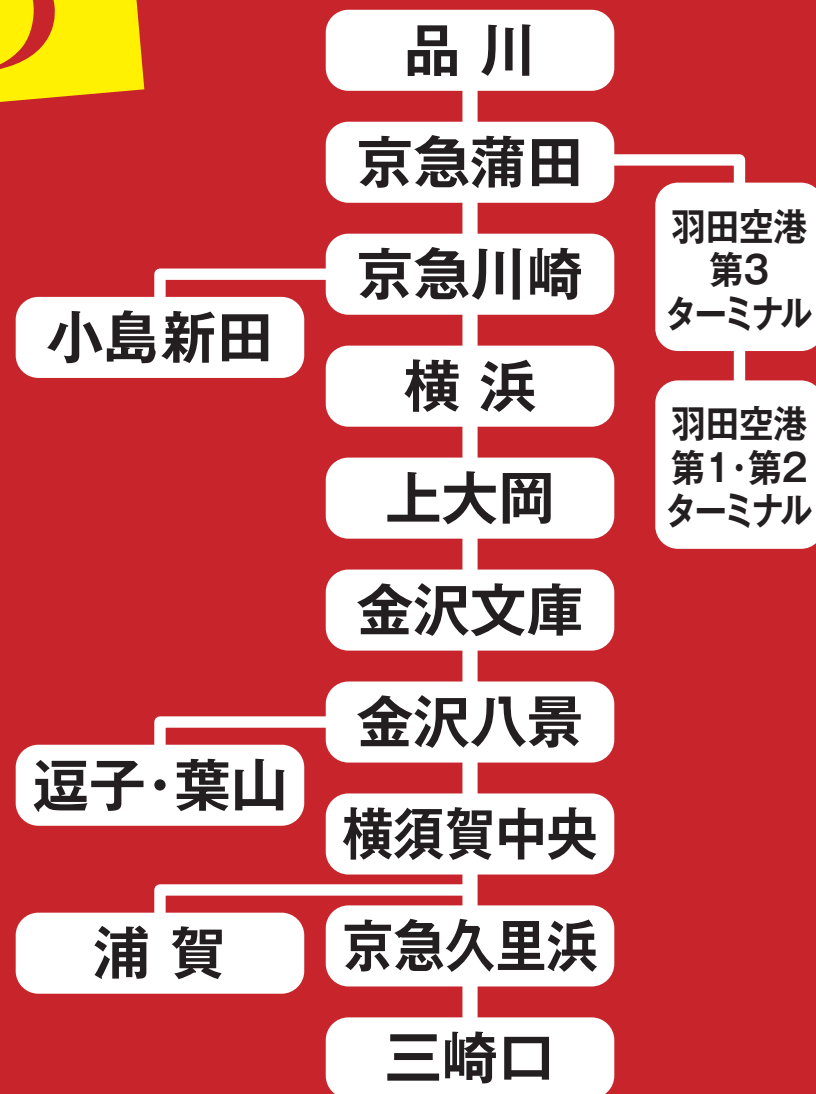 品川
京急蒲田
羽田空港
第3
ターミナル
京急川崎
小島新田
横浜
羽田空港
第1・第2
ターミナル
上大岡
金沢文庫
金沢八景
逗子・葉山
横須賀中央
浦賀
京急久里浜
三崎口